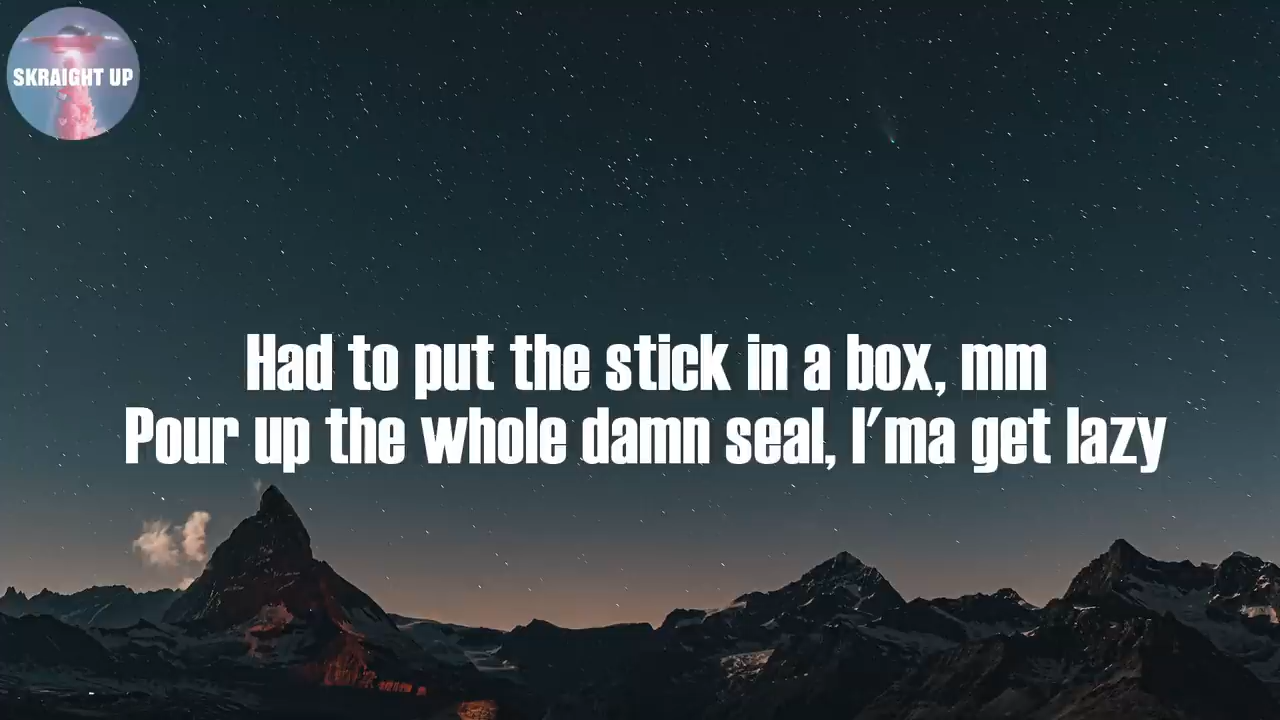 SKRAIGHT UP
Had to put the stick in a box, mm
Pour up the whole damn seal, I'ma get lazy